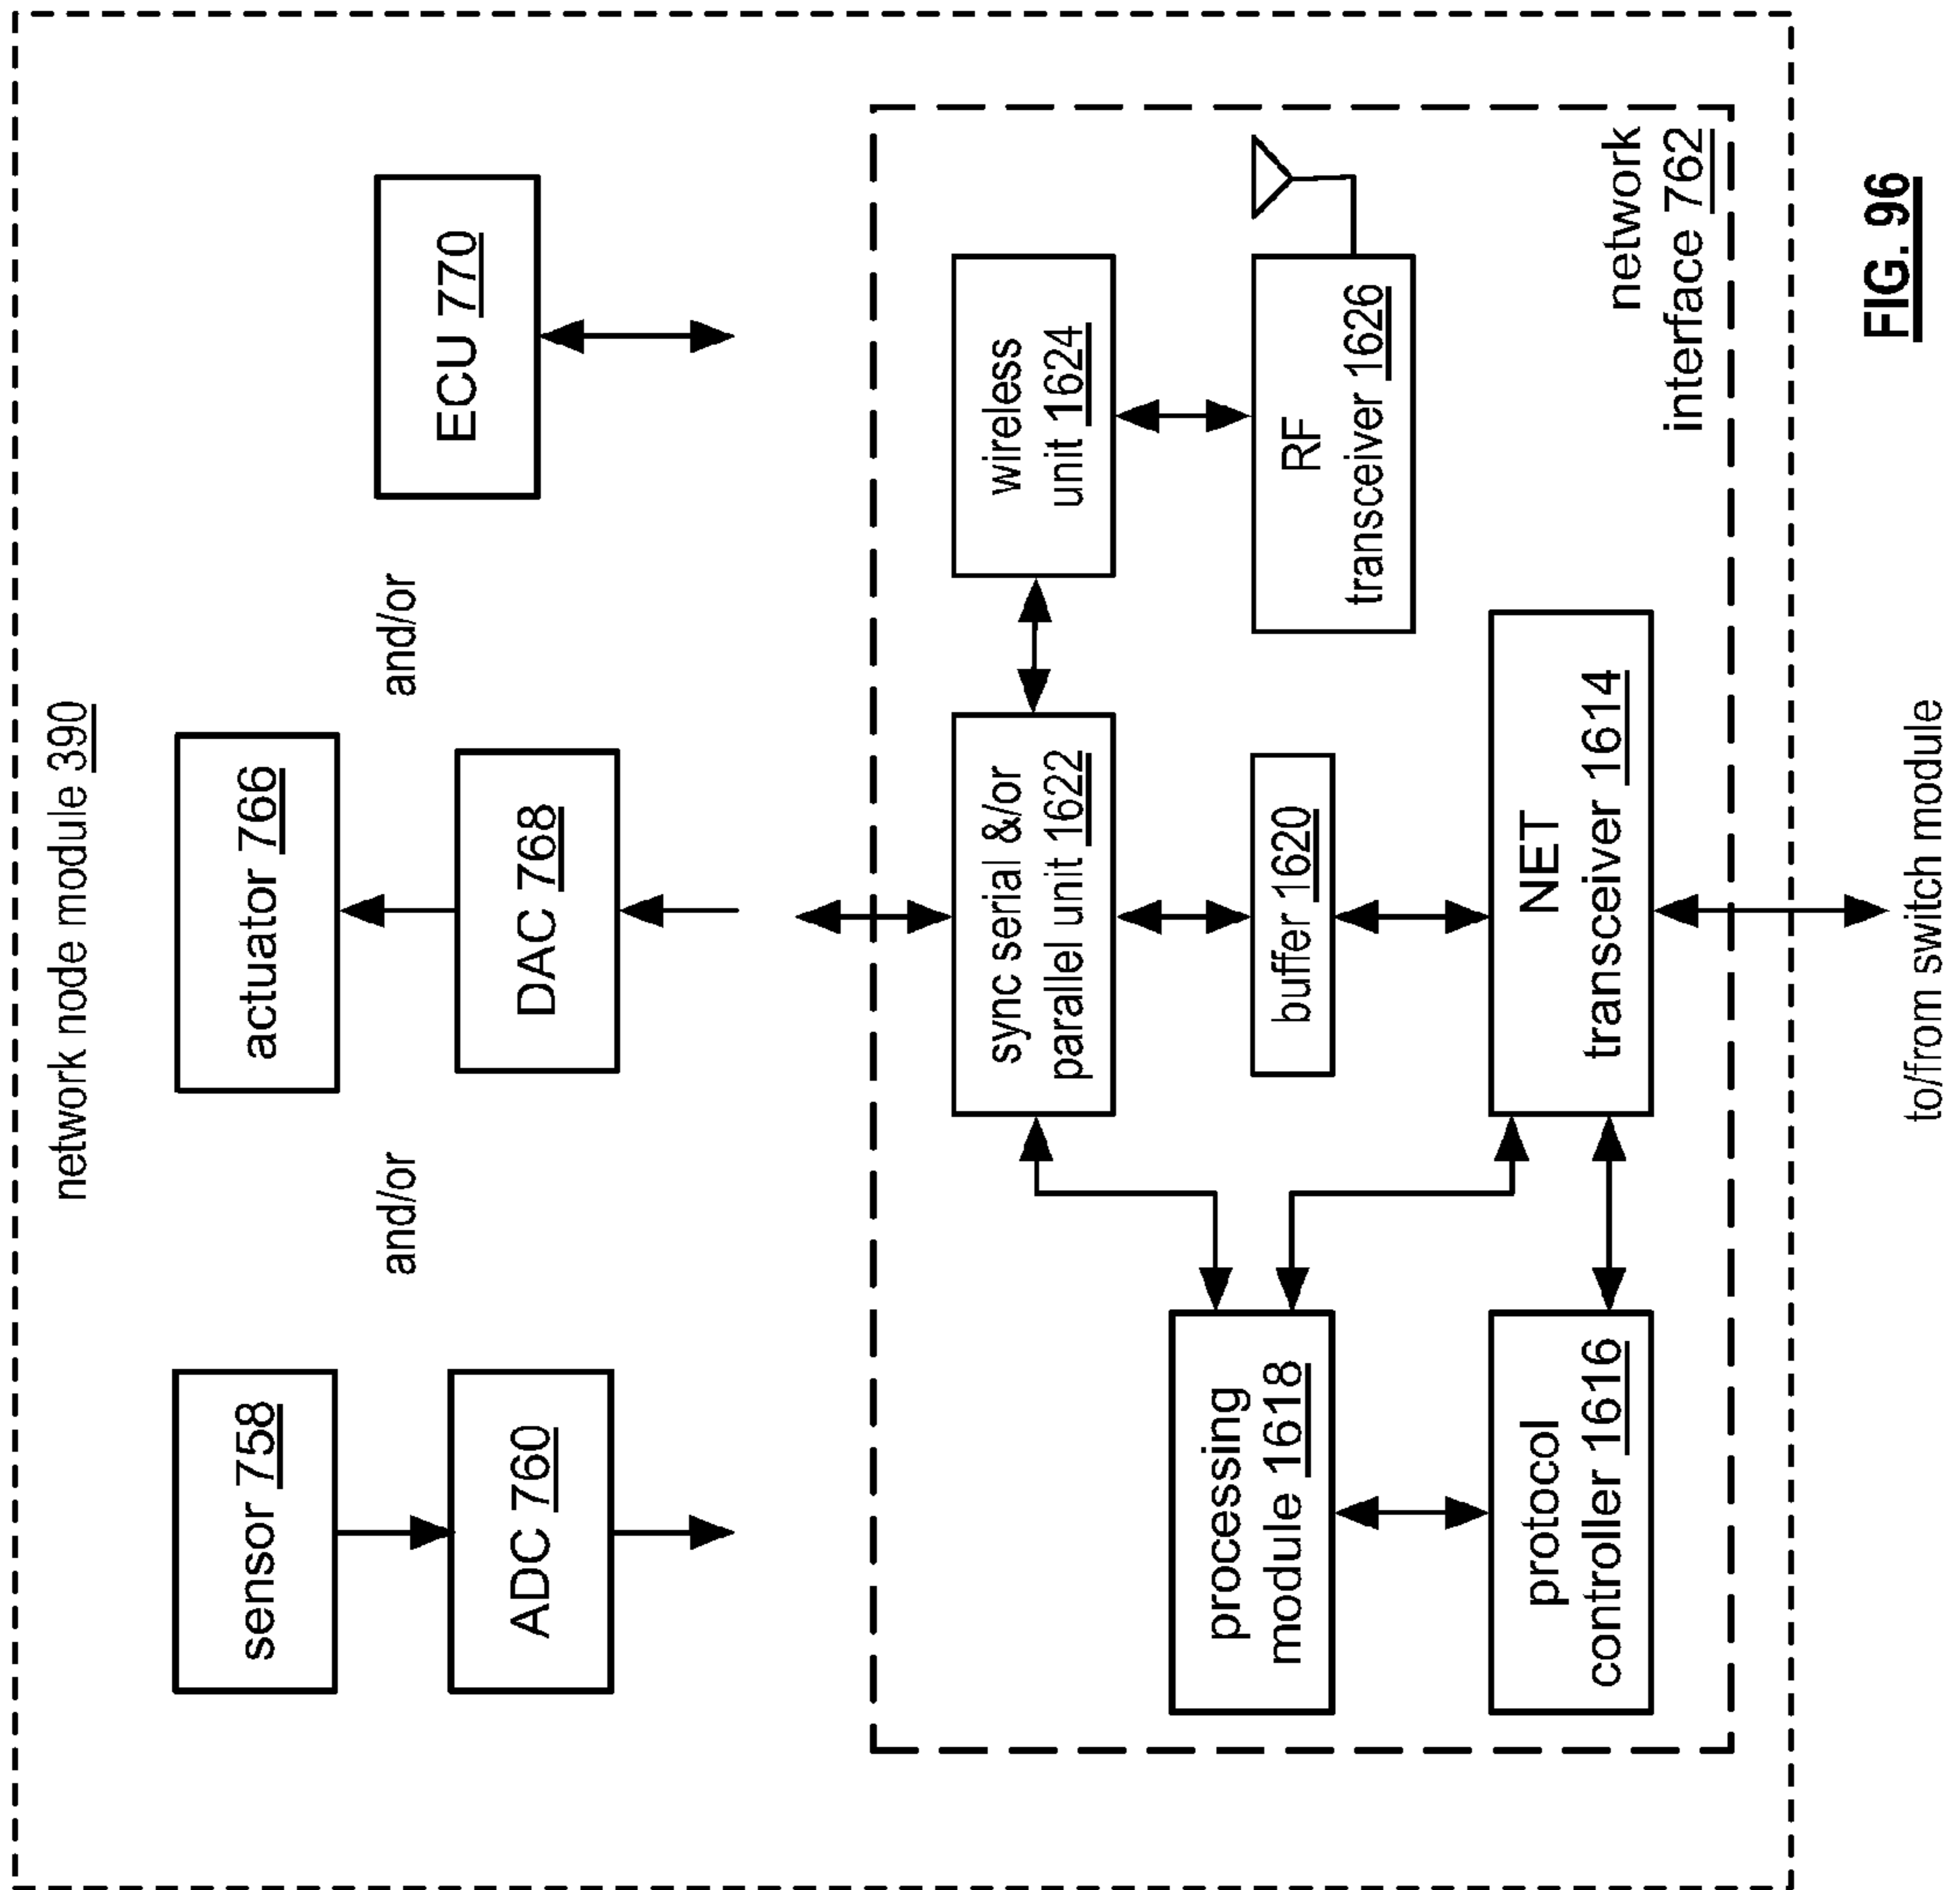 network node module 390
sensor 758
ADC 760
and/or
actuator 766
DAC 768
and/or
ECU 770
sync serial &/or
parallel unit 1622
wireless
unit 1624
processing
module 1618
buffer 1620
RF
transceiver 1626
protocol
controller 1616
NET
transceiver 1614
network
interface 762
to/from switch module
FIG. 96